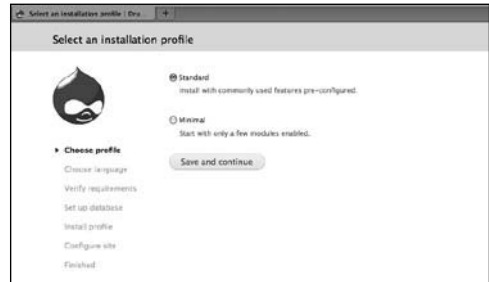 Select an installation profile | Dru
+
Select an installation profile
Standard
Install with commonly used features pre-configured.
Minimal
Start with only a few modules enabled.
Save and continue
Choose profile
Choose language
Verify requirements
Set up database
Install profile
Configure site
Finished